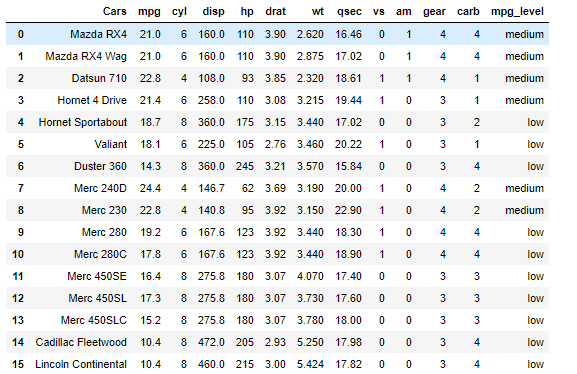 Cars mpg cyl disp hp drat wt qsec vs am gear carb mpg_level
0 Mazda RX4 21.0 6 160.0 110 3.90 2.620 16.46 0 1 4 4 medium
1 Mazda RX4 Wag 21.0 6 160.0 110 3.90 2.875 17.02 0 1 4 4 medium
2 Datsun 710 22.8 4 108.0 93 3.85 2.320 18.61 1 1 4 1 medium
3 Hornet 4 Drive 21.4 6 258.0 110 3.08 3.215 19.44 1 0 3 1 medium
4 Hornet Sportabout 18.7 8 360.0 175 3.15 3.440 17.02 0 0 3 2 low
5 Valiant 18.1 6 225.0 105 2.76 3.460 20.22 1 0 3 1 low
6 Duster 360 14.3 8 360.0 245 3.21 3.570 15.84 0 0 3 4 low
7 Merc 240D 24.4 4 146.7 62 3.69 3.190 20.00 1 0 4 2 medium
8 Merc 230 22.8 4 140.8 95 3.92 3.150 22.90 1 0 4 2 medium
9 Merc 280 19.2 6 167.6 123 3.92 3.440 18.30 1 0 4 4 low
10 Merc 280C 17.8 6 167.6 123 3.92 3.440 18.90 1 0 4 4 low
11 Merc 450SE 16.4 8 275.8 180 3.07 4.070 17.40 0 0 3 3 low
12 Merc 450SL 17.3 8 275.8 180 3.07 3.730 17.60 0 0 3 3 low
13 Merc 450SLC 15.2 8 275.8 180 3.07 3.780 18.00 0 0 3 3 low
14 Cadillac Fleetwood 10.4 8 472.0 205 2.93 5.250 17.98 0 0 3 4 low
15 Lincoln Continental 10.4 8 460.0 215 3.00 5.424 17.82 0 0 3 4 low